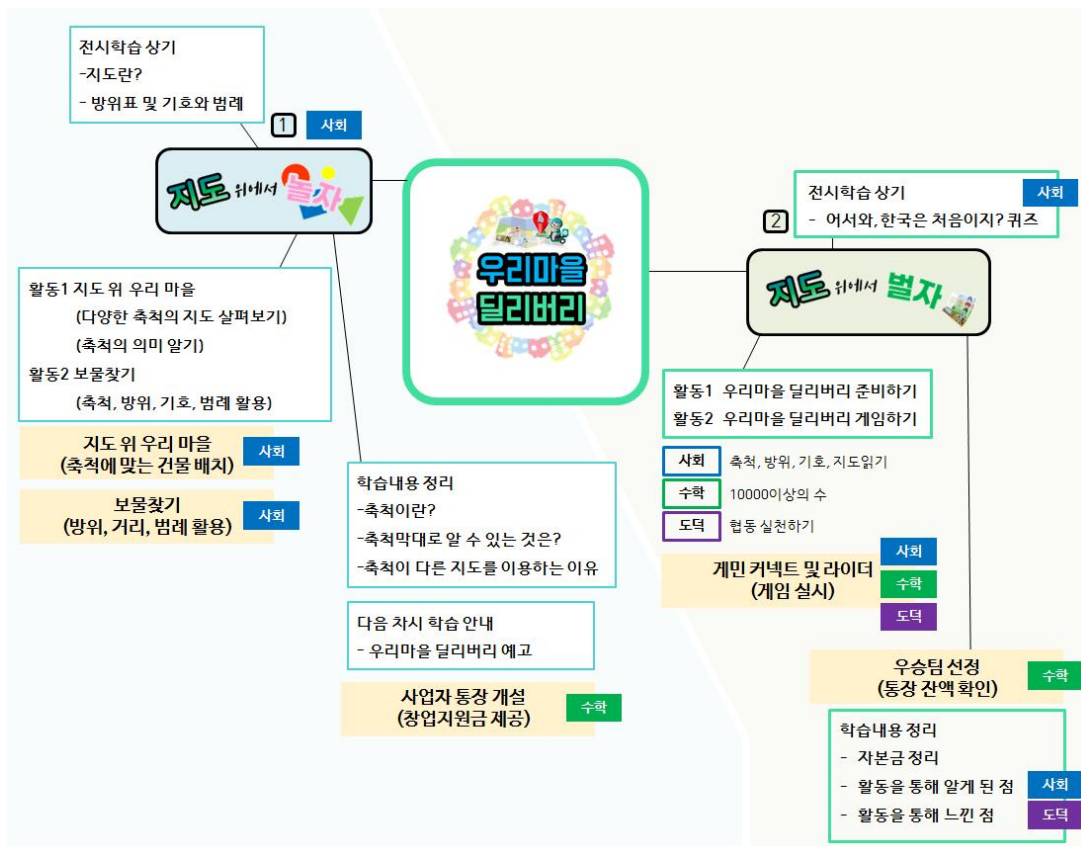 전시학습 상기
-지도란?
- 방위표 및 기호와 범례
1 사회
지도 위에서 놀자
활동1 지도 위 우리 마을
(다양한 축척의 지도 살펴보기)
(축척의 의미 알기)
활동2 보물찾기
(축척, 방위, 기호, 범례 활용)
지도 위 우리 마을
(축척에 맞는 건물 배치)
사회
보물찾기
(방위, 거리, 범례 활용)
사회
학습내용 정리
-축척이란?
-축척막대로 알 수 있는 것은?
-축척이 다른 지도를 이용하는 이유
다음 차시 학습 안내
- 우리마을 딜리버리 예고
사업자 통장 개설
(창업지원금 제공)
수학
우리마을
딜리버리
전시학습 상기
사회
- 어서와, 한국은 처음이지? 퀴즈
2
지도 위에서 벌자
활동1 우리마을 딜리버리 준비하기
활동2 우리마을 딜리버리 게임하기
사회 축척, 방위, 기호, 지도읽기
수학 10000이상의 수
도덕 협동 실천하기
게민 커넥트 및 라이더
(게임 실시)
사회
수학
도덕
우승팀 선정
(통장 잔액 확인)
수학
학습내용 정리
- 자본금 정리
- 활동을 통해 알게 된 점
사회
- 활동을 통해 느낀 점
도덕